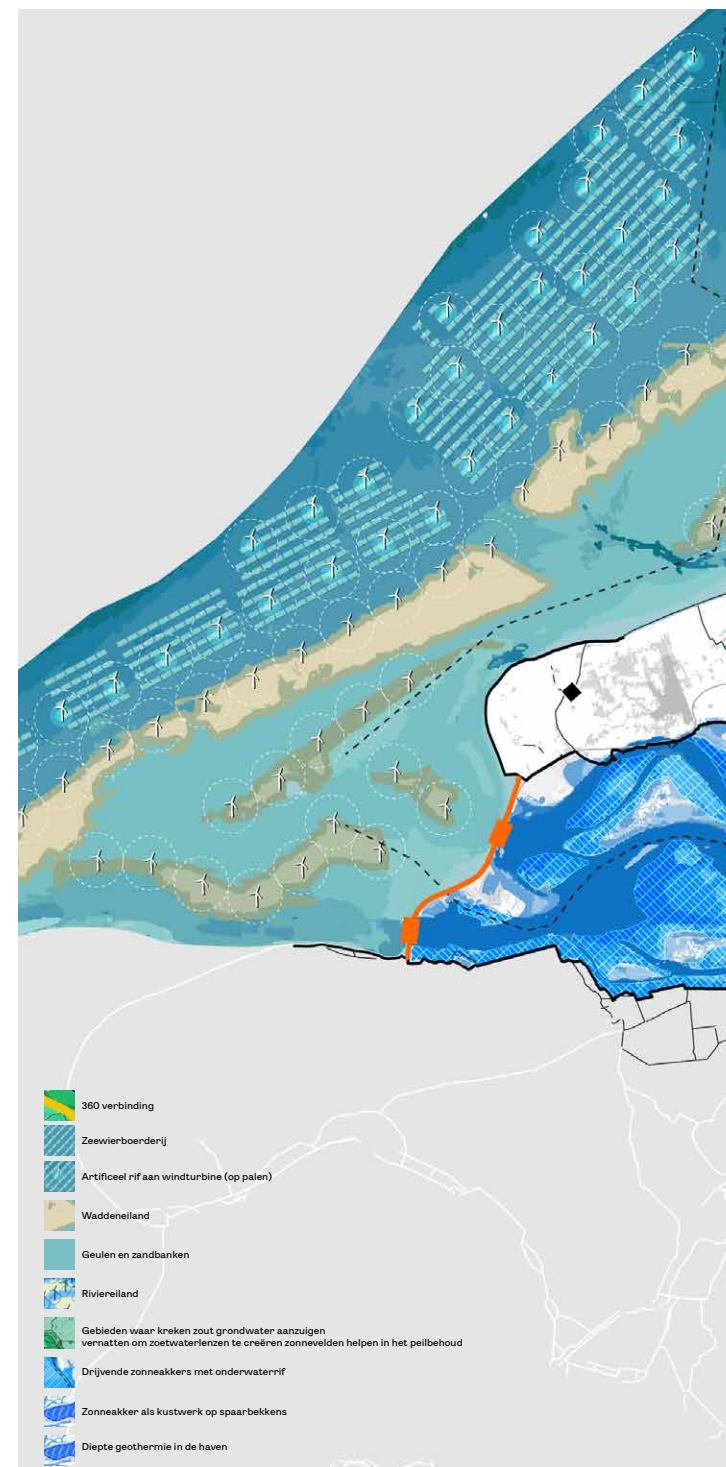 360 verbinding
Zeewierboerderij
Artificeel rif aan windturbine (op palen)
Waddeneiland
Geulen en zandbanken
Riviereiland
Gebieden waar kreken zout grondwater aanzuigen
vernatten om zoetwaterlenzen te creëren zonnevelden helpen in het peilbehoud
Drijvende zonneakkers met onderwaterrif
Zonneakker als kustwerk op spaarbekkens
Diepte geothermie in de haven